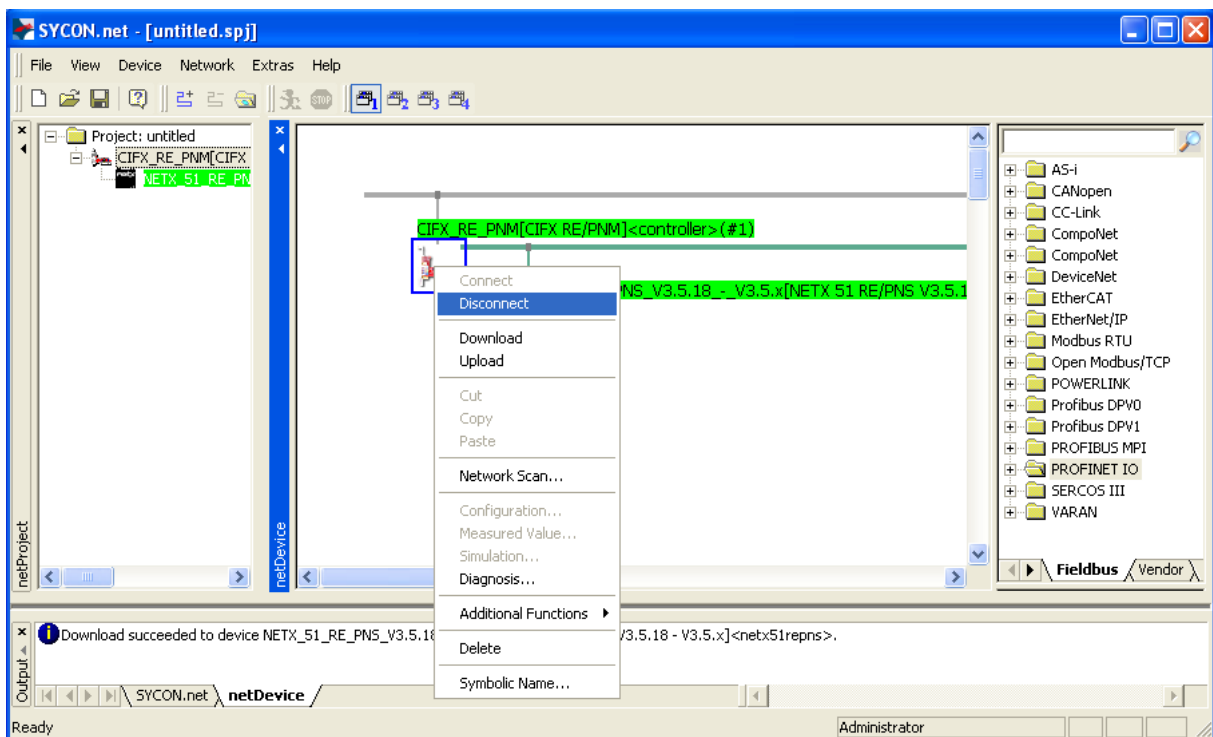 SYCON.net - [untitled.spj]
File View Device Network Extras Help
Project: untitled
CIFX_RE_PNM[CIFX
NETX_51_RE_PN
netProject
netDevice
CIFX_RE_PNM[CIFX RE/PNM]<controller>(#1)
NS_V3.5.18_-_V3.5.x[NETX 51 RE/PNS V3.5.1
Connect
Disconnect
Download
Upload
Cut
Copy
Paste
Network Scan...
Configuration...
Measured Value...
Simulation...
Diagnosis...
Additional Functions
Delete
Symbolic Name...
AS-i
CANopen
CC-Link
CompoNet
CompoNet
DeviceNet
EtherCAT
EtherNet/IP
Modbus RTU
Open Modbus/TCP
POWERLINK
Profibus DPV0
Profibus DPV1
PROFIBUS MPI
PROFINET IO
SERCOS III
VARAN
Fieldbus Vendor
Output
Download succeeded to device NETX_51_RE_PNS_V3.5.18 /3.5.18 - V3.5.x]<netx51repns>.
SYCON.net netDevice
Ready Administrator